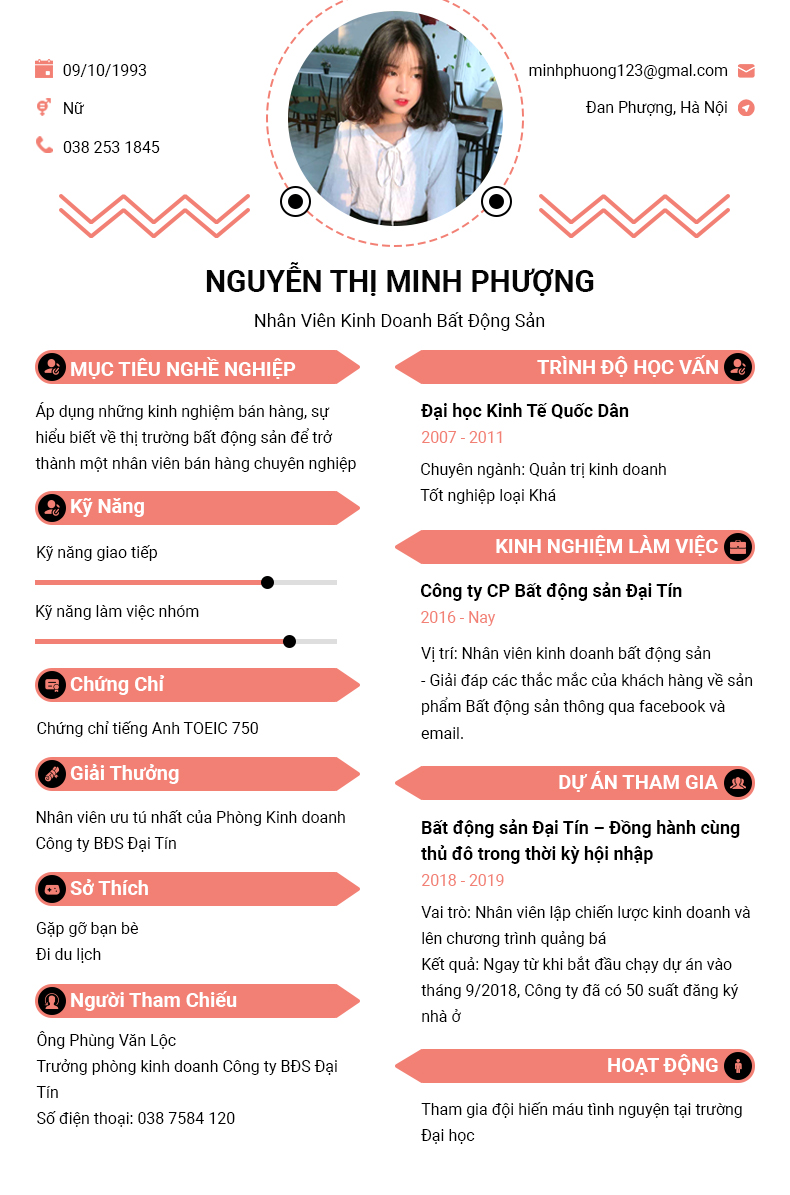 09/10/1993
Nữ
038 253 1845
minhphuong123@gmal.com
Đan Phượng, Hà Nội
NGUYỄN THỊ MINH PHƯỢNG
Nhân Viên Kinh Doanh Bất Động Sản
MỤC TIÊU NGHỀ NGHIỆP
Áp dụng những kinh nghiệm bán hàng, sự
hiểu biết về thị trường bất động sản để trở
thành một nhân viên bán hàng chuyên nghiệp
Kỹ Năng
Kỹ năng giao tiếp
Kỹ năng làm việc nhóm
Chứng Chỉ
Chứng chỉ tiếng Anh TOEIC 750
Giải Thưởng
Nhân viên ưu tú nhất của Phòng Kinh doanh
Công ty BĐS Đại Tín
Sở Thích
Gặp gỡ bạn bè
Đi du lịch
Người Tham Chiếu
Ông Phùng Văn Lộc
Trưởng phòng kinh doanh Công ty BĐS Đại
Tín
Số điện thoại: 038 7584 120
TRÌNH ĐỘ HỌC VẤN
Đại học Kinh Tế Quốc Dân
2007 - 2011
Chuyên ngành: Quản trị kinh doanh
Tốt nghiệp loại Khá
KINH NGHIỆM LÀM VIỆC
Công ty CP Bất động sản Đại Tín
2016 - Nay
Vị trí: Nhân viên kinh doanh bất động sản
- Giải đáp các thắc mắc của khách hàng về sản
phẩm Bất động sản thông qua facebook và
email.
DỰ ÁN THAM GIA
Bất động sản Đại Tín – Đồng hành cùng
thủ đô trong thời kỳ hội nhập
2018 - 2019
Vai trò: Nhân viên lập chiến lược kinh doanh và
lên chương trình quảng bá
Kết quả: Ngay từ khi bắt đầu chạy dự án vào
tháng 9/2018, Công ty đã có 50 suất đăng ký
nhà ở
HOẠT ĐỘNG
Tham gia đội hiến máu tình nguyện tại trường
Đại học